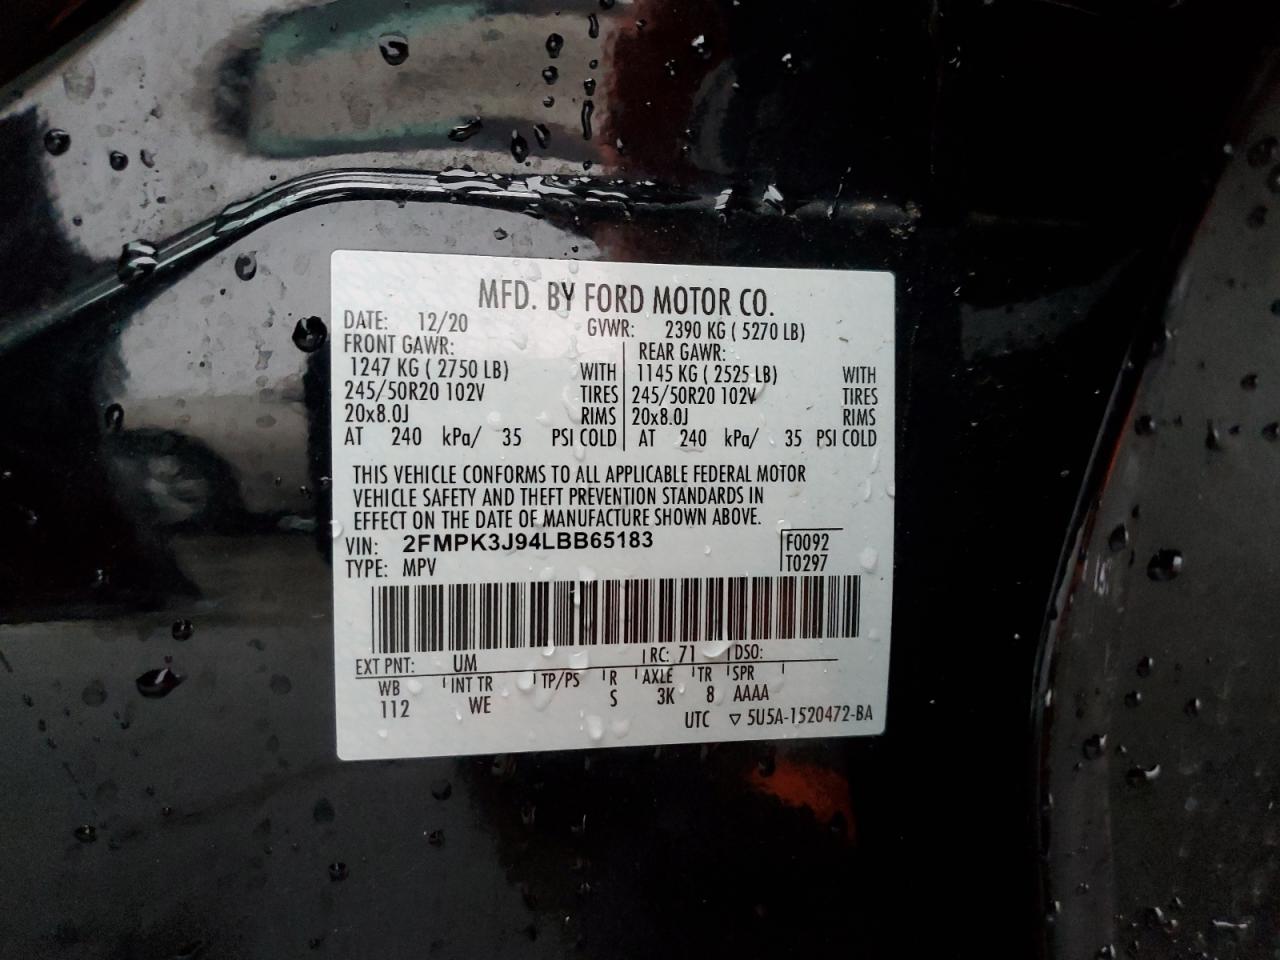 MFD. BY FORD MOTOR CO.
DATE: 12/20 GVWR: 2390 KG ( 5270 LB)
FRONT GAWR: REAR GAWR:
1247 KG ( 2750 LB) WITH 1145 KG ( 2525 LB) WITH
245/50R20 102V TIRES 245/50R20 102V TIRES
20x8.0J RIMS 20x8.0J RIMS
AT 240 kPa/ 35 PSI COLD AT 240 kPa/ 35 PSI COLD
THIS VEHICLE CONFORMS TO ALL APPLICABLE FEDERAL MOTOR
VEHICLE SAFETY AND THEFT PREVENTION STANDARDS IN
EFFECT ON THE DATE OF MANUFACTURE SHOWN ABOVE.
VIN: 2FMPK3J94LBB65183 F0092
TYPE: MPV T0297
EXT PNT: UM RC: 71 DSO:
WB INT TR TP/PS R AXLE TR SPR
112 WE S 3K 8 AAAA
UTC ▽ 5U5A-1520472-BA